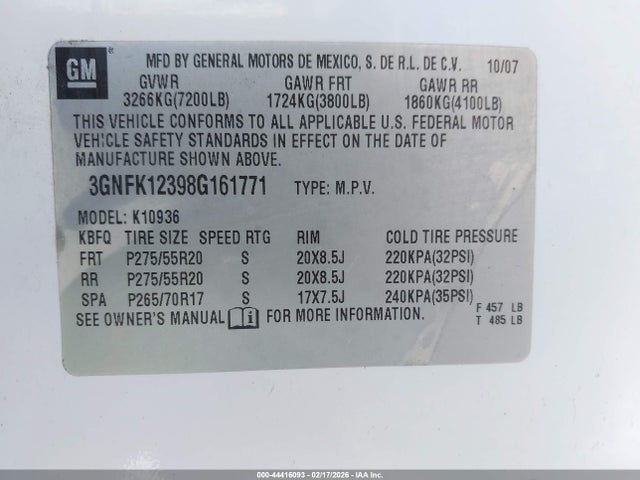 GM ® MFD BY GENERAL MOTORS DE MEXICO, S. DE R.L. DE C.V. 10/07
GVWR GAWR FRT GAWR RR
3266KG(7200LB) 1724KG(3800LB) 1860KG(4100LB)
THIS VEHICLE CONFORMS TO ALL APPLICABLE U.S. FEDERAL MOTOR
VEHICLE SAFETY STANDARDS IN EFFECT ON THE DATE OF
MANUFACTURE SHOWN ABOVE.
3GNFK12398G161771 TYPE: M.P.V.
MODEL: K10936
KBFQ TIRE SIZE SPEED RTG RIM COLD TIRE PRESSURE
FRT P275/55R20 S 20X8.5J 220KPA(32PSI)
RR P275/55R20 S 20X8.5J 220KPA(32PSI)
SPA P265/70R17 S 17X7.5J 240KPA(35PSI)
SEE OWNER'S MANUAL i FOR MORE INFORMATION.
F 457 LB
T 485 LB
000-44416093 - 02/17/2026 - IAA Inc.